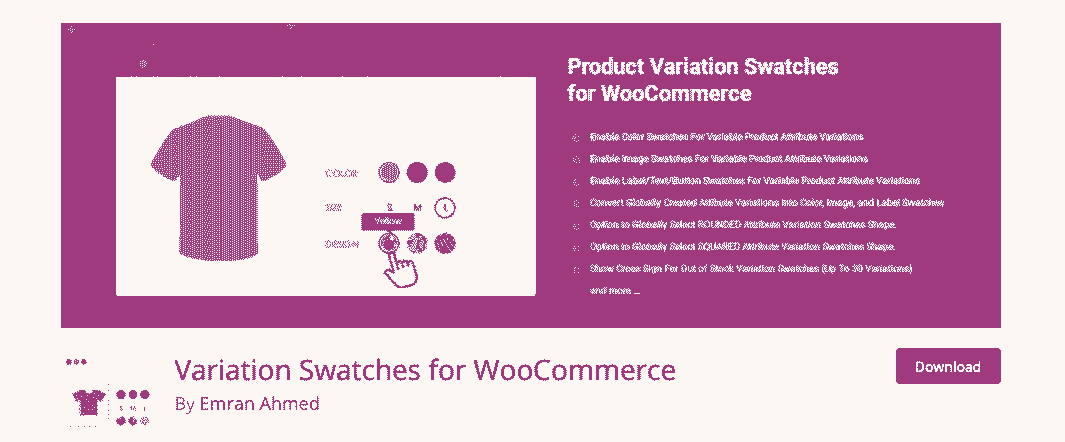 Product Variation Swatches
for WooCommerce
Enable Color Swatches For Variable Product Attribute Variations
Enable Image Swatches For Variable Product Attribute Variations
Enable Label/Text/Button Swatches For Variable Product Attribute Variations
Convert Globally Created Attribute Variations Into Color, Image, and Label Swatches
Option to Globally Select ROUNDED Attribute Variation Swatches Shape.
Option to Globally Select SQUARED Attribute Variation Swatches Shape.
Show Cross Sign For Out of Stock Variation Swatches (Up To 30 Variations)
and more ...
COLOR
SIZE S M L
Yellow
DESIGN
Variation Swatches for WooCommerce
By Emran Ahmed
Download
S M L